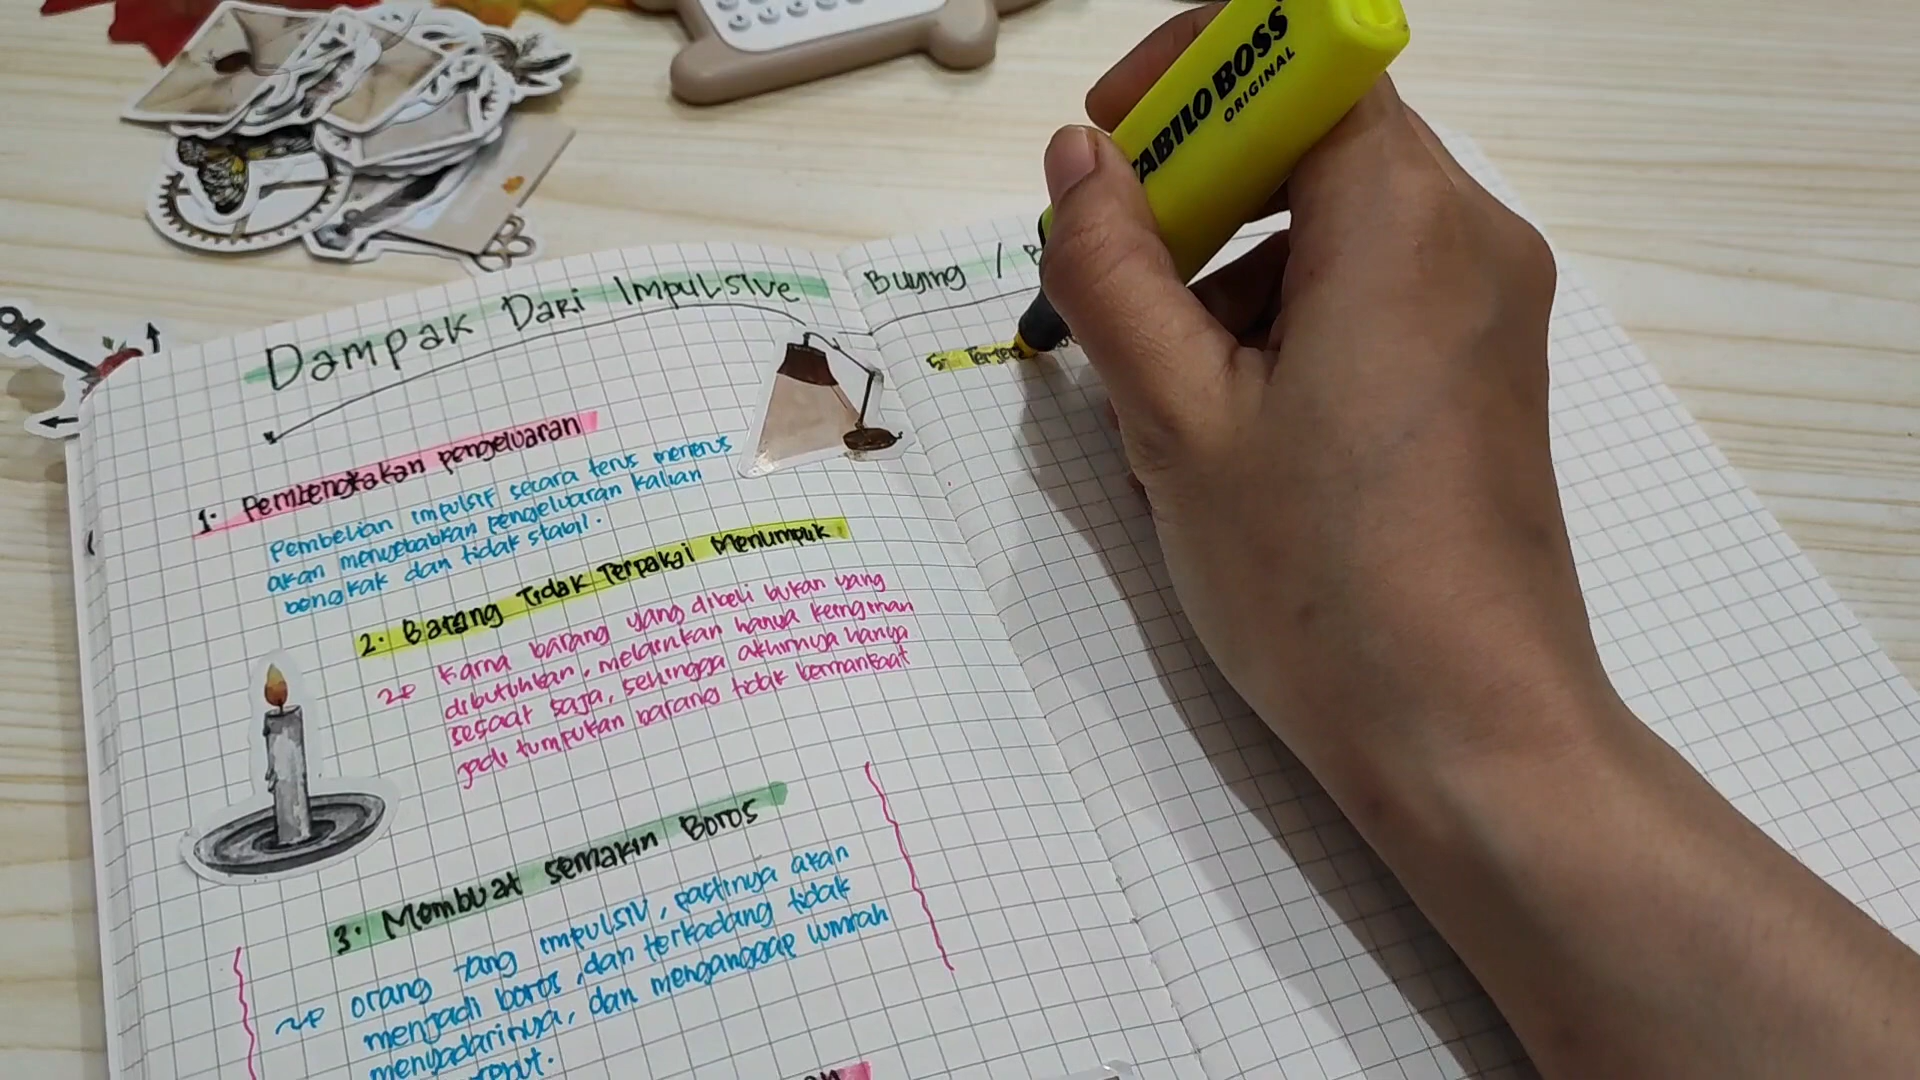 Dampak Dari Impulsive Buying /
1. Pembengkakan pengeluaran
Pembelian impulsif secara terus menerus
akan menyebabkan pengeluaran kalian
bengkak dan tidak stabil.
2. Barang Tidak Terpakai Menumpuk
Karna barang yang dibeli bukan yang
dibutuhkan, melainkan hanya keinginan
sesaat saja, sehingga akhirnya hanya
jadi tumpukan barang tidak bermanfaat
3. Membuat semakin Boros
orang yang impulsiv, pastinya akan
menjadi boros, dan terkadang tidak
menyadarinya, dan menganggap lumrah
5.
STABILO BOSS
ORIGINAL